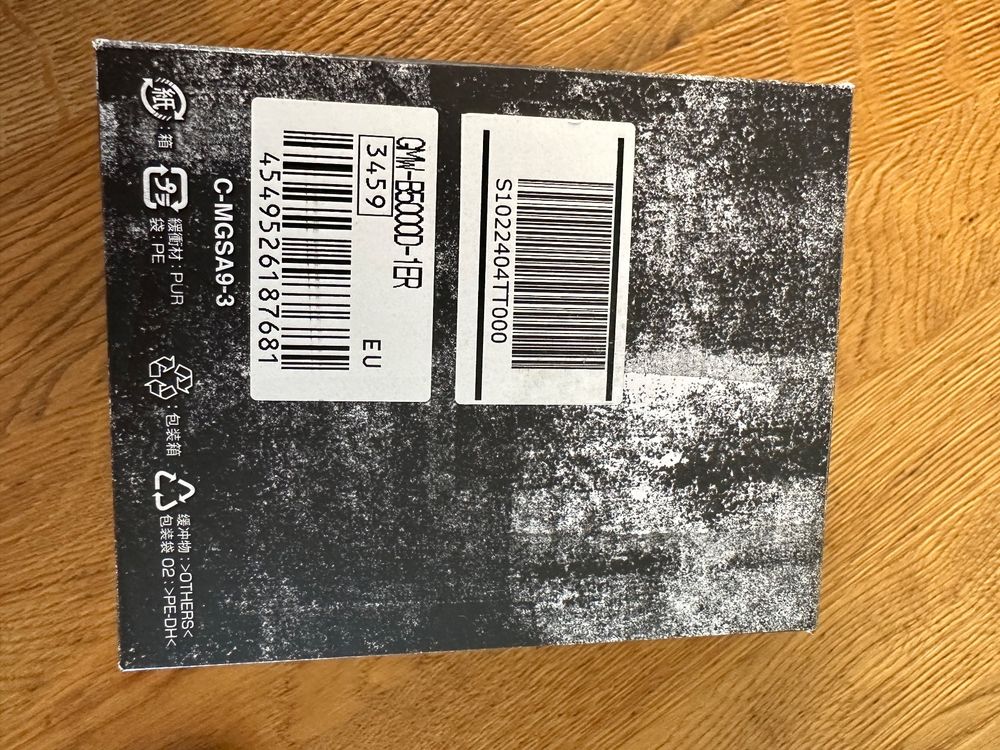 GMW-B5000D-1ER
3459
EU
4549526187681
S1022404TT000
C-MGSA9-3
紙
:箱
プラ
緩衝材:PUR
袋:PE
:包装箱
缓冲物:>OTHERS<
包装袋 02:>PE-DH<